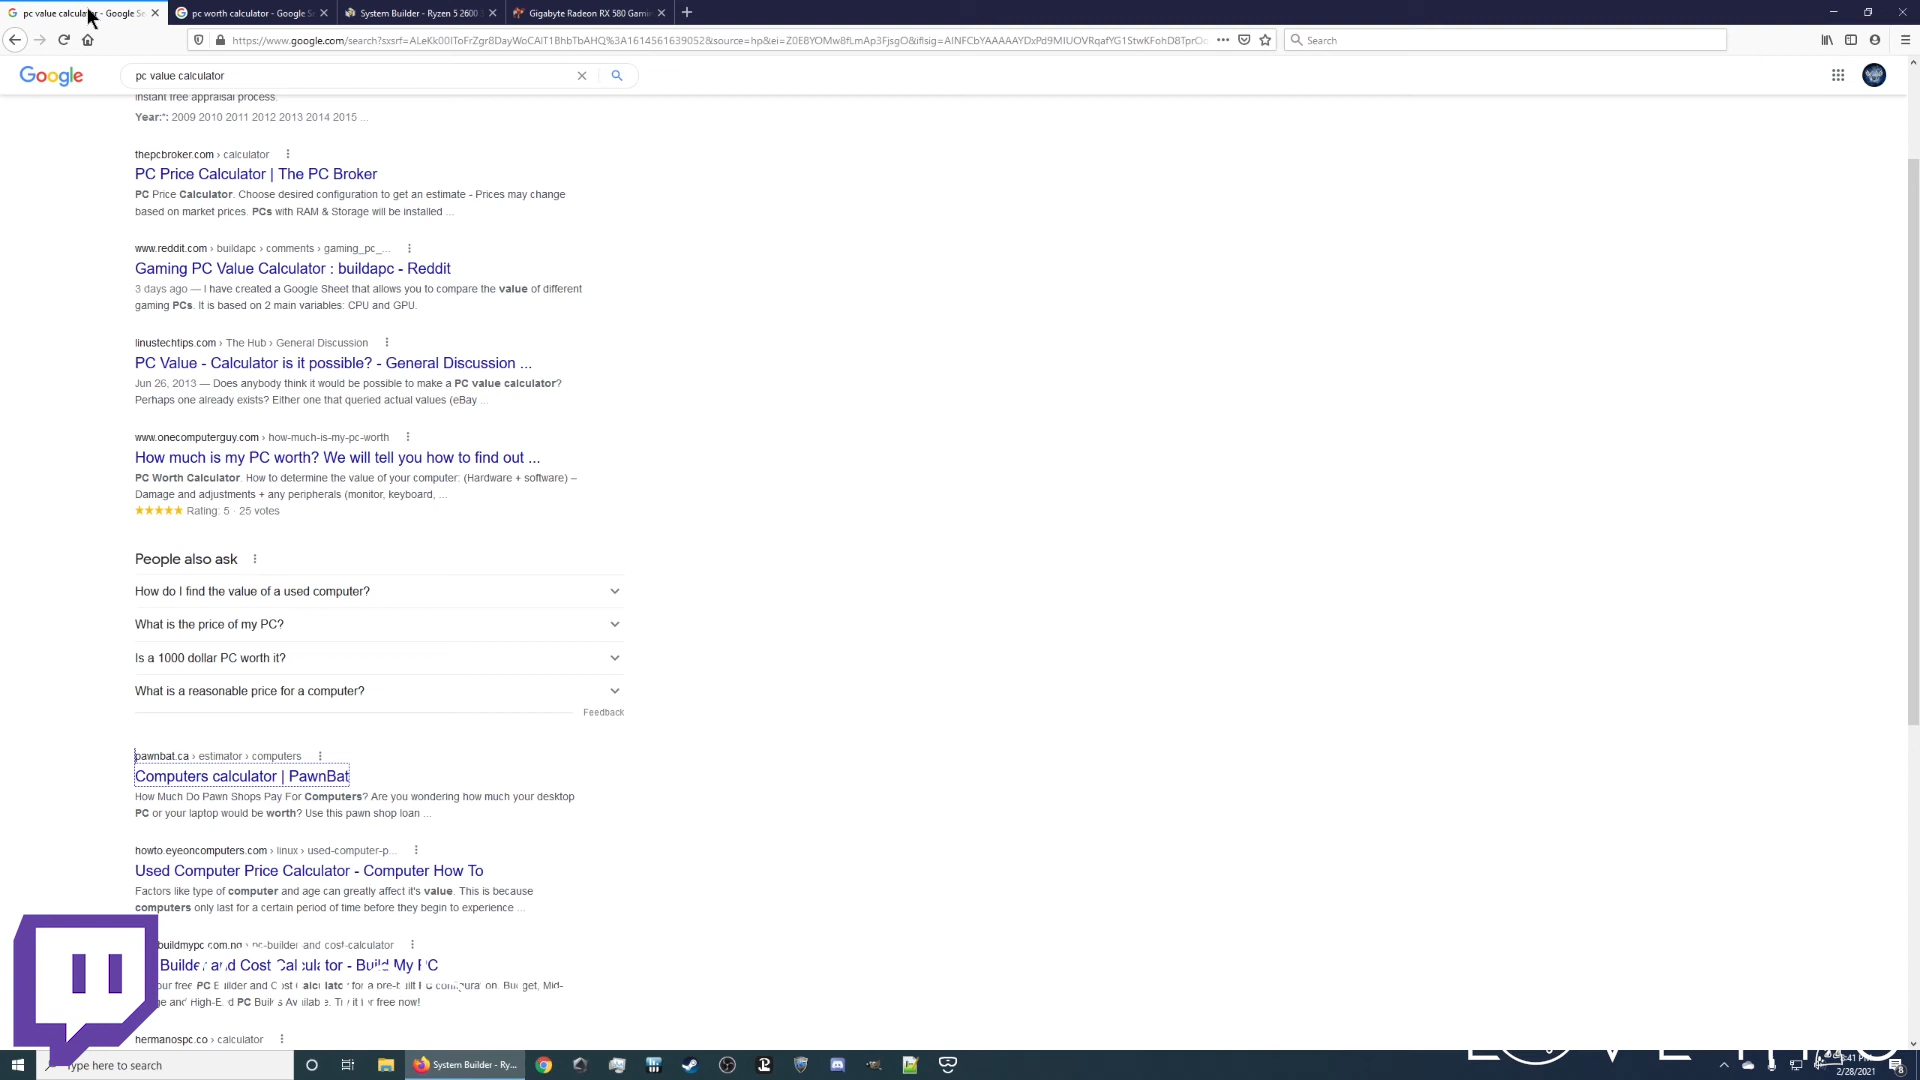 pc value calculator - Google Se
pc worth calculator - Google Se
System Builder - Ryzen 5 2600
Gigabyte Radeon RX 580 Gami
Search
Google
pc value calculator
instant free appraisal process.
Year:*: 2009 2010 2011 2012 2013 2014 2015 ...
thepcbroker.com › calculator
PC Price Calculator | The PC Broker
PC Price Calculator. Choose desired configuration to get an estimate - Prices may change
based on market prices. PCs with RAM & Storage will be installed ...
www.reddit.com › buildapc › comments › gaming_pc_...
Gaming PC Value Calculator : buildapc - Reddit
3 days ago — I have created a Google Sheet that allows you to compare the value of different
gaming PCs. It is based on 2 main variables: CPU and GPU.
linustechtips.com › The Hub › General Discussion
PC Value - Calculator is it possible? - General Discussion ...
Jun 26, 2013 — Does anybody think it would be possible to make a PC value calculator?
Perhaps one already exists? Either one that queried actual values (eBay ...
www.onecomputerguy.com › how-much-is-my-pc-worth
How much is my PC worth? We will tell you how to find out ...
PC Worth Calculator. How to determine the value of your computer: (Hardware + software) –
Damage and adjustments + any peripherals (monitor, keyboard, ...
★★★★★ Rating: 5 · 25 votes
People also ask
How do I find the value of a used computer?
What is the price of my PC?
Is a 1000 dollar PC worth it?
What is a reasonable price for a computer?
Feedback
pawnbat.ca › estimator › computers
Computers calculator | PawnBat
How Much Do Pawn Shops Pay For Computers? Are you wondering how much your desktop
PC or your laptop would be worth? Use this pawn shop loan ...
howto.eyeoncomputers.com › linux › used-computer-p...
Used Computer Price Calculator - Computer How To
Factors like type of computer and age can greatly affect it's value. This is because
computers only last for a certain period of time before they begin to experience ...
buildmypc.com.ng › pc-builder-and cost-calculator
Builder and Cost Calculator - Build My PC
our free PC Builder and Cost Calculator for a pre-built PC configuration. Budget, Mid-
and High-End PC Builds Available. Try it for free now!
hermanospc.co › calculator
Type here to search
System Builder - Ry...
:41 PM
2/28/2021